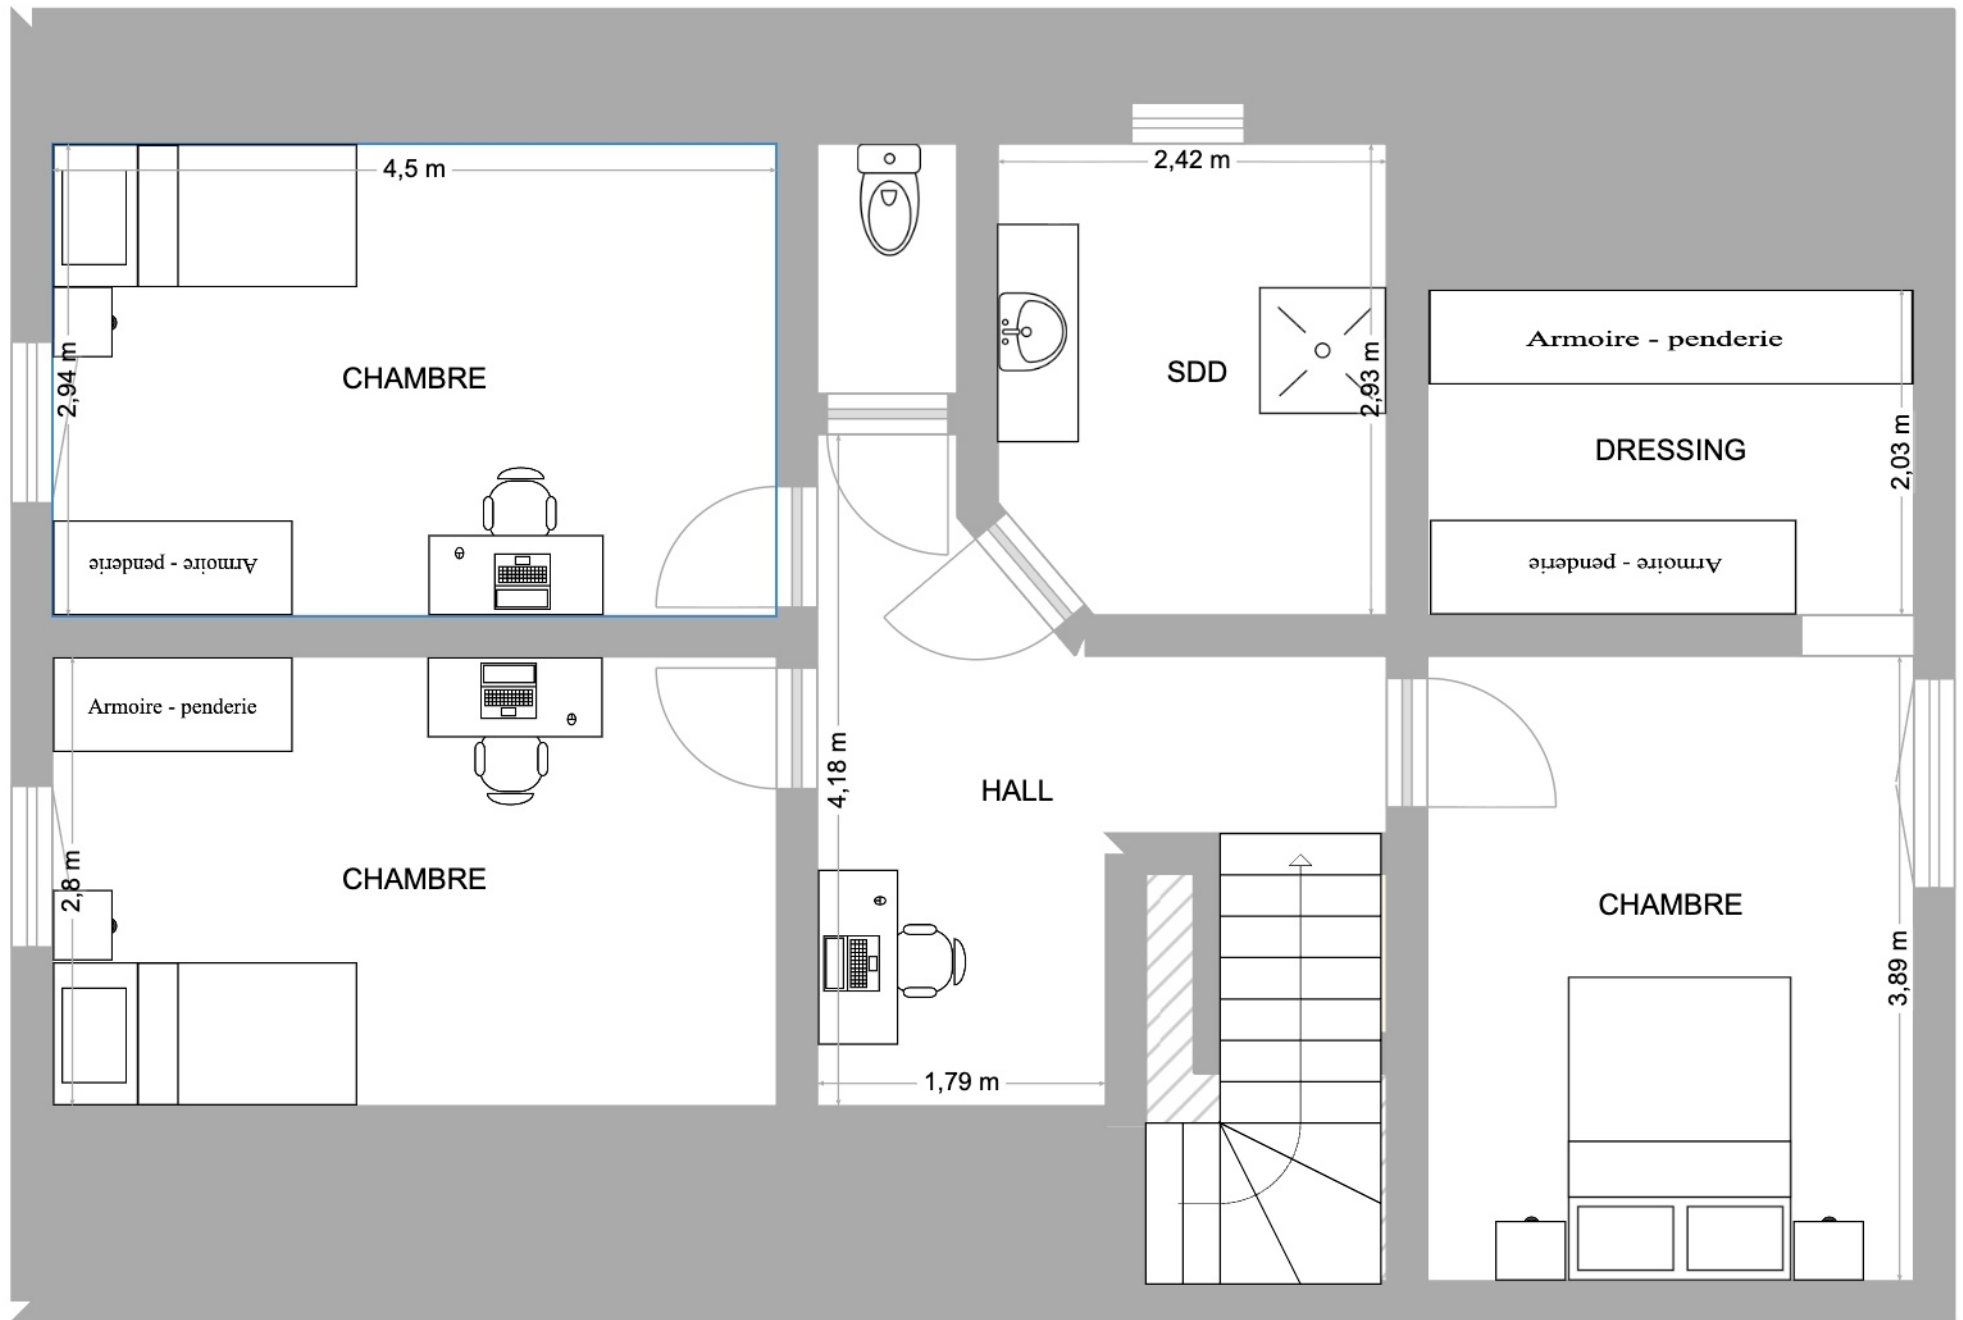 4,5 m
2,42 m
2,94 m
CHAMBRE
SDD
2,93 m
Armoire - penderie
DRESSING
2,03 m
Armoire - penderie
Armoire - penderie
Armoire - penderie
4,18 m
HALL
2,8 m
CHAMBRE
CHAMBRE
3,89 m
1,79 m